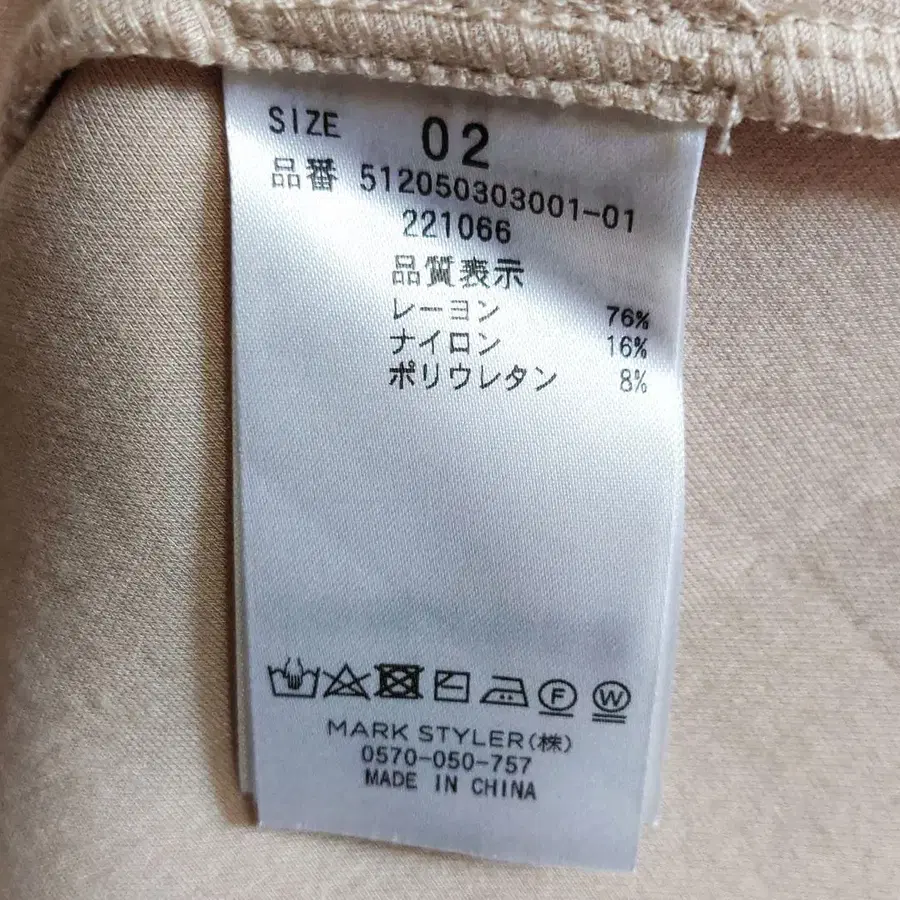 SIZE 02
品番 512050303001-01
221066
品質表示
レーヨン 76%
ナイロン 16%
ポリウレタン 8%
F W
MARK STYLER(株)
0570-050-757
MADE IN CHINA